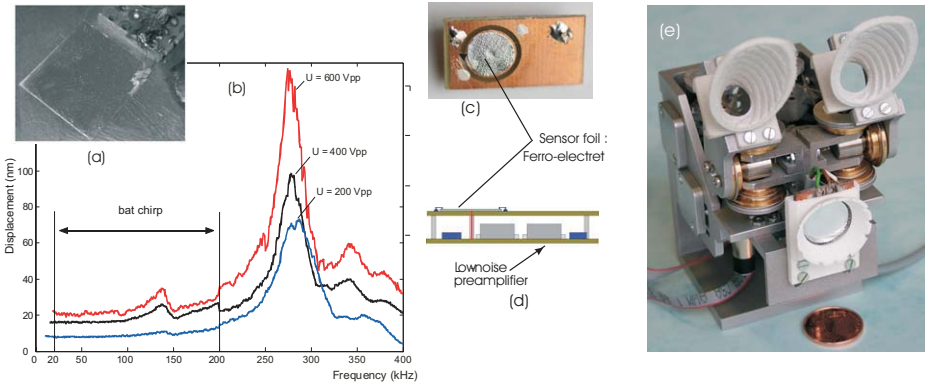 (a)
(b)
U = 600 Vpp
U = 400 Vpp
U = 200 Vpp
bat chirp
Displacement (nm)
100
80
60
40
20
0
0 20 50 100 150 200 250 300 350 400
Frequency (kHz)
(c)
Sensor foil :
Ferro-electret
Lownoise
preamplifier
(d)
(e)